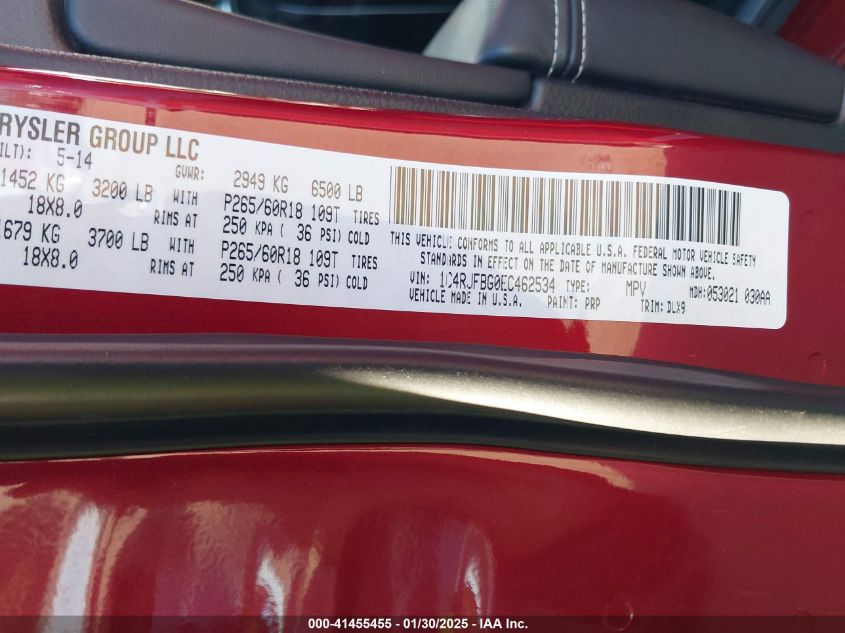 RYSLER GROUP LLC
ILT): 5-14 GVWR: 2949 KG 6500 LB
1452 KG 3200 LB WITH P265/60R18 109T TIRES
18X8.0 RIMS AT 250 KPA ( 36 PSI) COLD
1679 KG 3700 LB WITH P265/60R18 109T TIRES
18X8.0 RIMS AT 250 KPA ( 36 PSI) COLD
THIS VEHICLE CONFORMS TO ALL APPLICABLE U.S.A. FEDERAL MOTOR VEHICLE SAFETY
STANDARDS IN EFFECT ON THE DATE OF MANUFACTURE SHOWN ABOVE.
VIN: 1C4RJFBG0EC462534 TYPE: MPV MDH: 053021 030AA
VEHICLE MADE IN U.S.A. PAINT: PRP TRIM: DLX9
000-41455455 - 01/30/2025 - IAA Holdings, LLC.